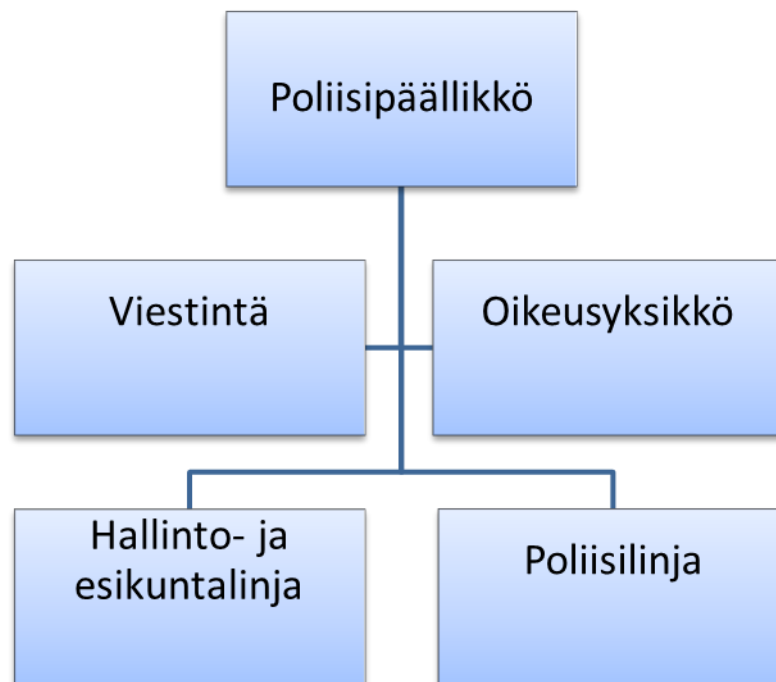 Poliisipäällikkö
Viestintä
Oikeusyksikkö
Hallinto- ja
esikuntalinja
Poliisilinja